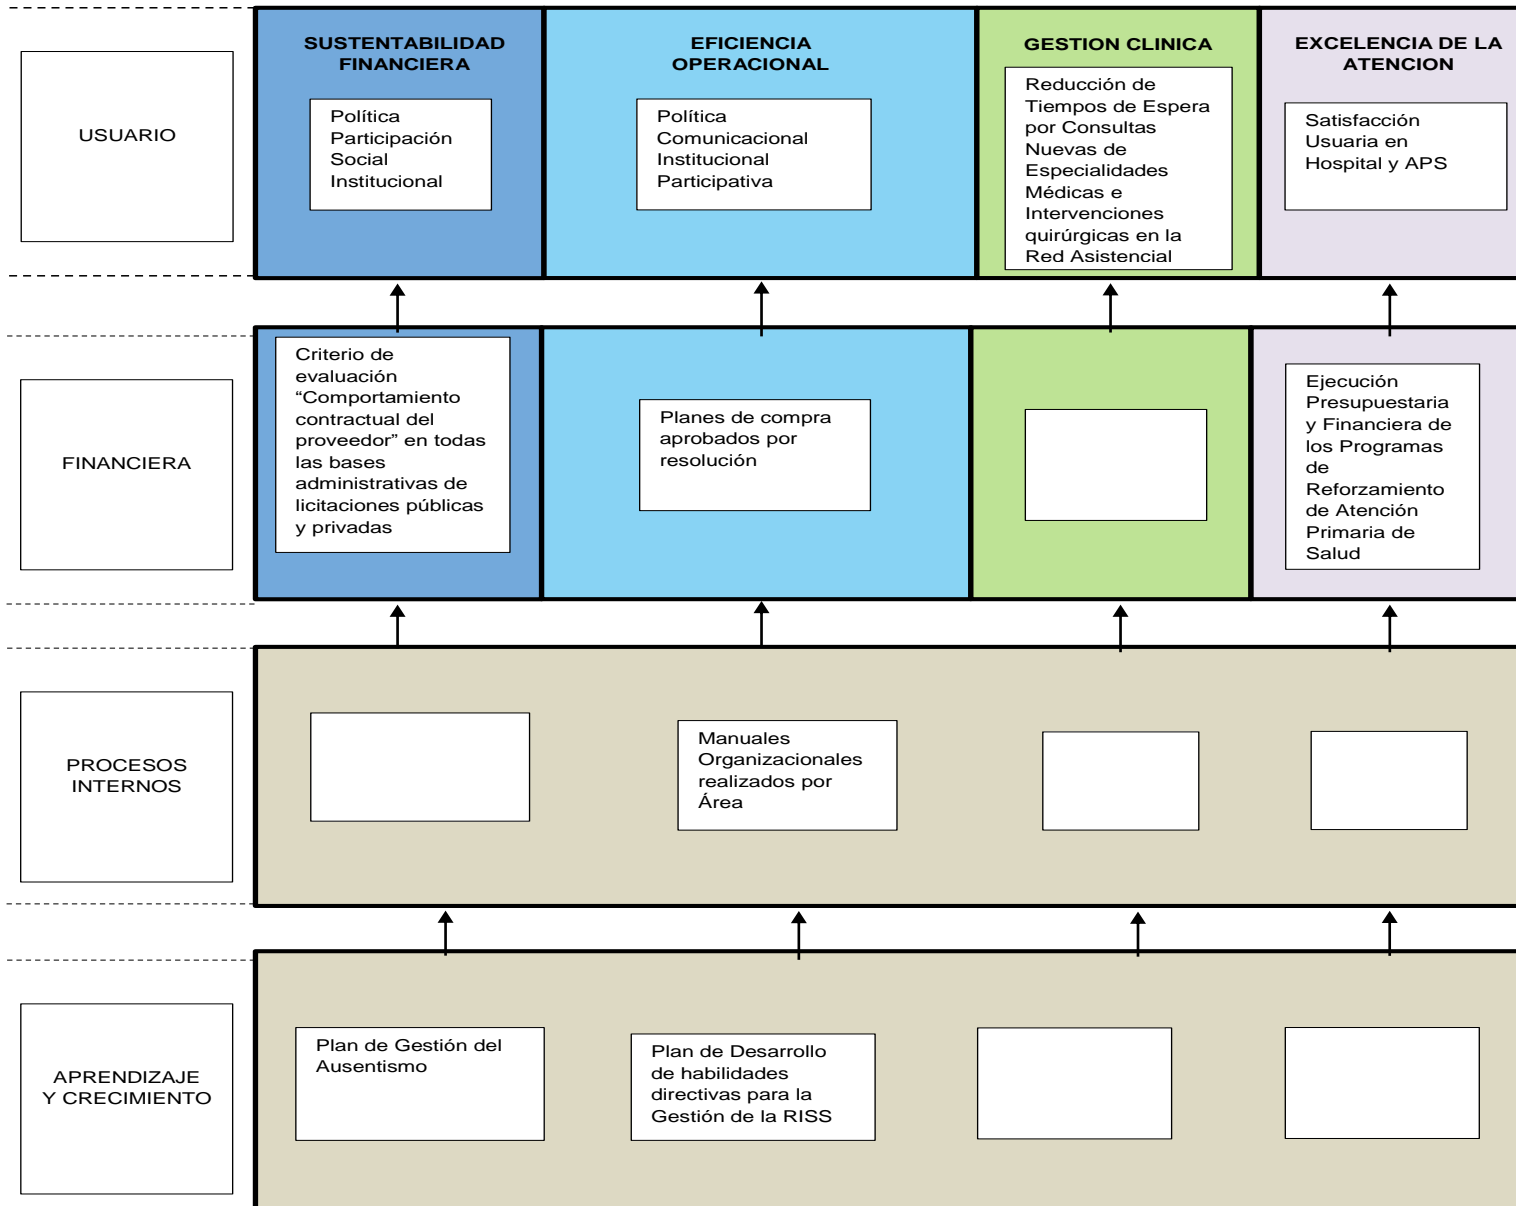 SUSTENTABILIDAD
FINANCIERA
EFICIENCIA
OPERACIONAL
GESTION CLINICA
EXCELENCIA DE LA
ATENCION
USUARIO
Política
Participación
Social
Institucional
Política
Comunicacional
Institucional
Participativa
Reducción de
Tiempos de Espera
por Consultas
Nuevas de
Especialidades
Médicas e
Intervenciones
quirúrgicas en la
Red Asistencial
Satisfacción
Usuaria en
Hospital y APS
FINANCIERA
Criterio de
evaluación
“Comportamiento
contractual del
proveedor” en todas
las bases
administrativas de
licitaciones públicas
y privadas
Planes de compra
aprobados por
resolución
Ejecución
Presupuestaria
y Financiera de
los Programas
de
Reforzamiento
de Atención
Primaria de
Salud
PROCESOS
INTERNOS
Manuales
Organizacionales
realizados por
Área
APRENDIZAJE
Y CRECIMIENTO
Plan de Gestión del
Ausentismo
Plan de Desarrollo
de habilidades
directivas para la
Gestión de la RISS